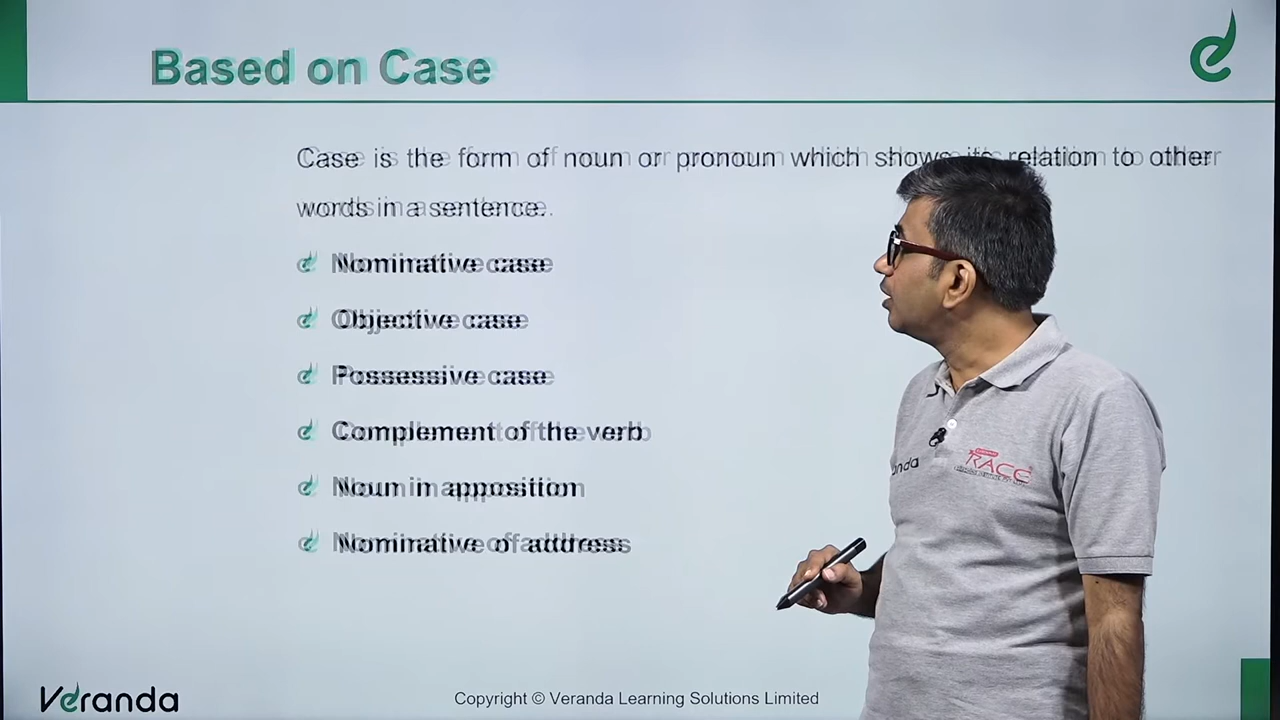 Based on Case
Case is the form of noun or pronoun which shows its relation to other
words in a sentence.
Nominative case
Objective case
Possessive case
Complement of the verb
Noun in apposition
Nominative of address
anda
RACE
Veranda
Copyright © Veranda Learning Solutions Limited